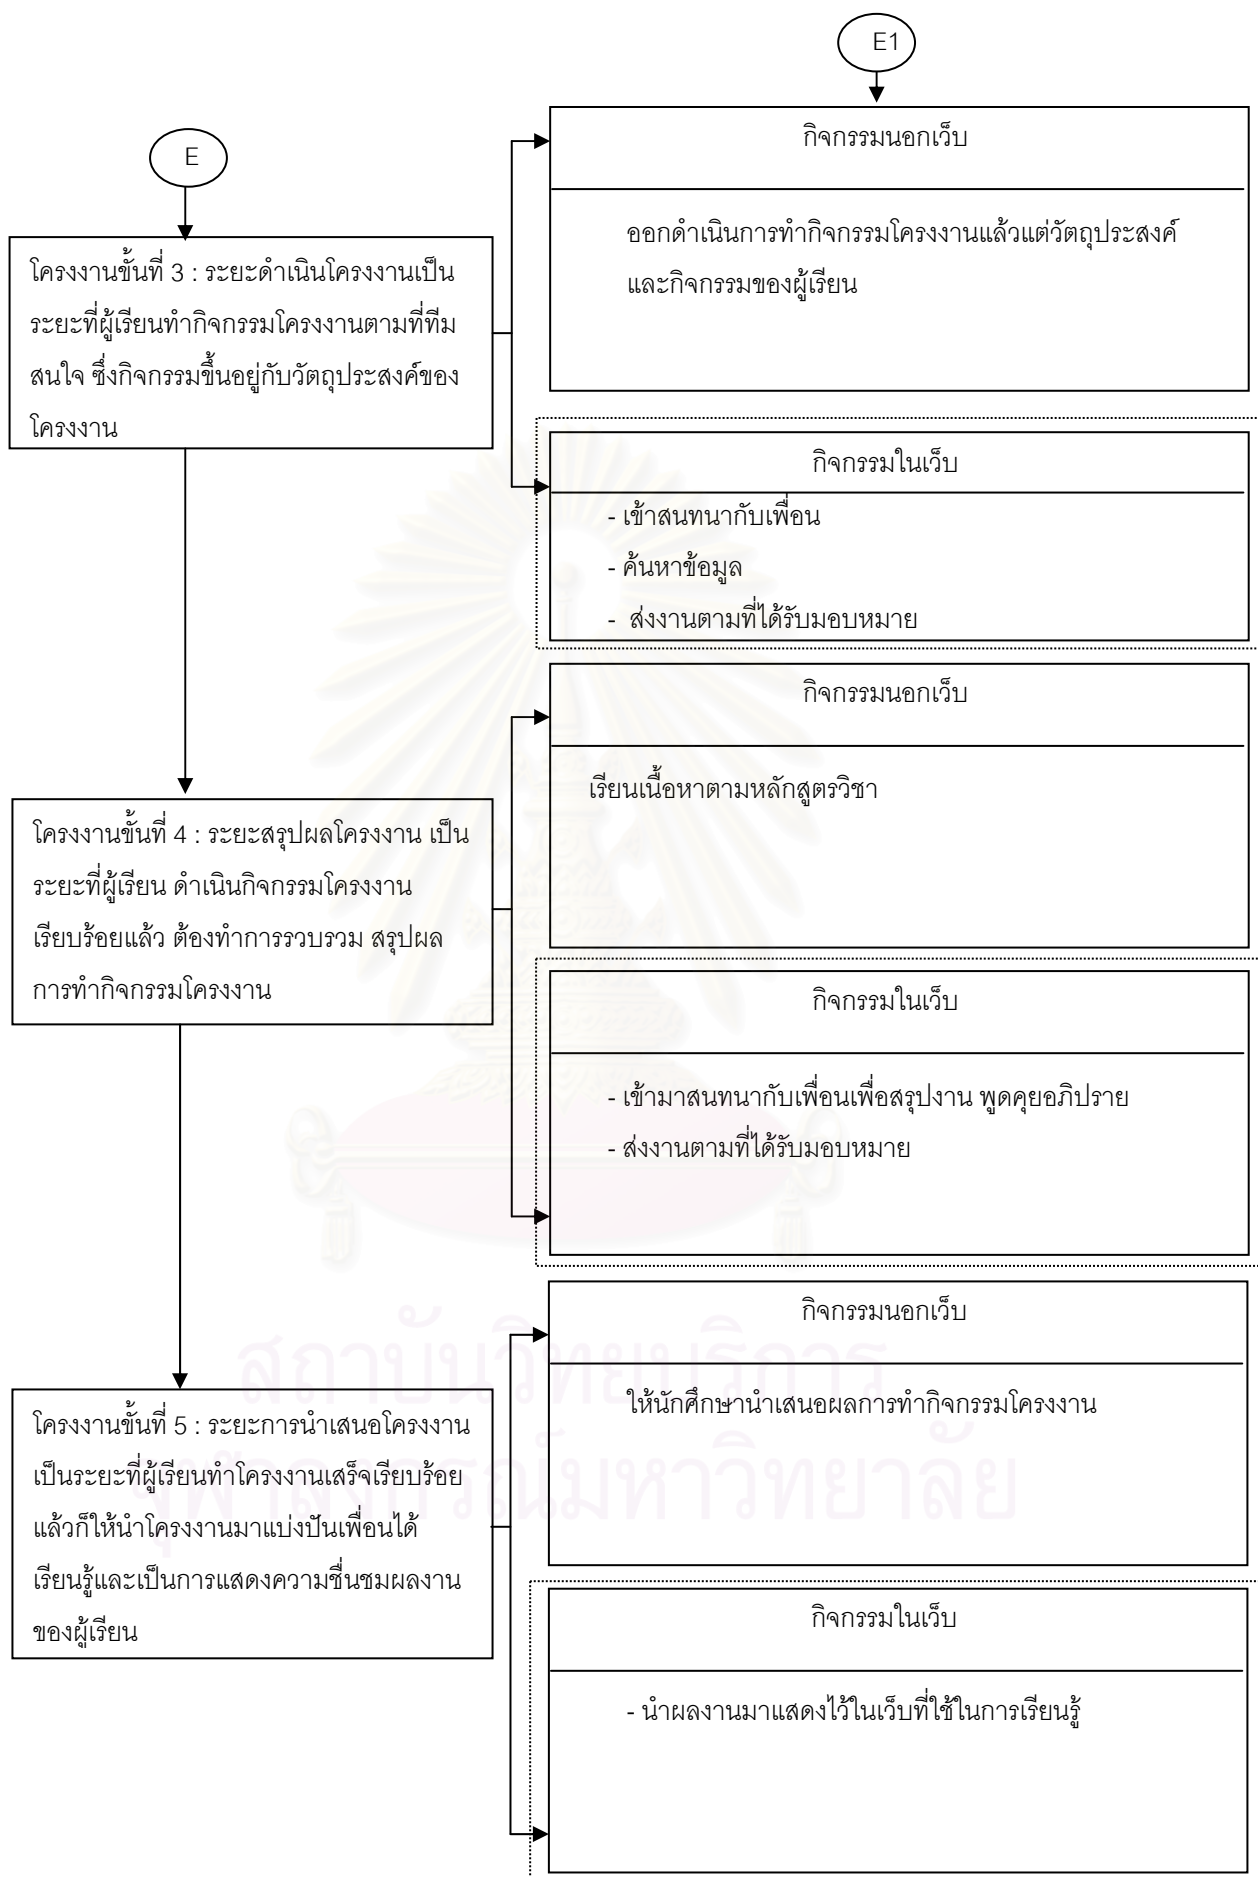 E1
กิจกรรมนอกเว็บ
ออกดำเนินการทำกิจกรรมโครงงานแล้วแต่วัตถุประสงค์
และกิจกรรมของผู้เรียน
E
โครงงานขั้นที่ 3 : ระยะดำเนินโครงงานเป็น
ระยะที่ผู้เรียนทำกิจกรรมโครงงานตามที่ทีม
สนใจ ซึ่งกิจกรรมขึ้นอยู่กับวัตถุประสงค์ของ
โครงงาน
กิจกรรมในเว็บ
- เข้าสนทนากับเพื่อน
- ค้นหาข้อมูล
- ส่งงานตามที่ได้รับมอบหมาย
กิจกรรมนอกเว็บ
เรียนเนื้อหาตามหลักสูตรวิชา
โครงงานขั้นที่ 4 : ระยะสรุปผลโครงงาน เป็น
ระยะที่ผู้เรียน ดำเนินกิจกรรมโครงงาน
เรียบร้อยแล้ว ต้องทำการรวบรวม สรุปผล
การทำกิจกรรมโครงงาน
กิจกรรมในเว็บ
- เข้ามาสนทนากับเพื่อนเพื่อสรุปงาน พูดคุยอภิปราย
- ส่งงานตามที่ได้รับมอบหมาย
กิจกรรมนอกเว็บ
ให้นักศึกษานำเสนอผลการทำกิจกรรมโครงงาน
โครงงานขั้นที่ 5 : ระยะการนำเสนอโครงงาน
เป็นระยะที่ผู้เรียนทำโครงงานเสร็จเรียบร้อย
แล้วก็ให้นำโครงงานมาแบ่งปันเพื่อนได้
เรียนรู้และเป็นการแสดงความชื่นชมผลงาน
ของผู้เรียน
กิจกรรมในเว็บ
- นำผลงานมาแสดงไว้ในเว็บที่ใช้ในการเรียนรู้
สถาบันวิทยบริการ
จุฬาลงกรณ์มหาวิทยาลัย